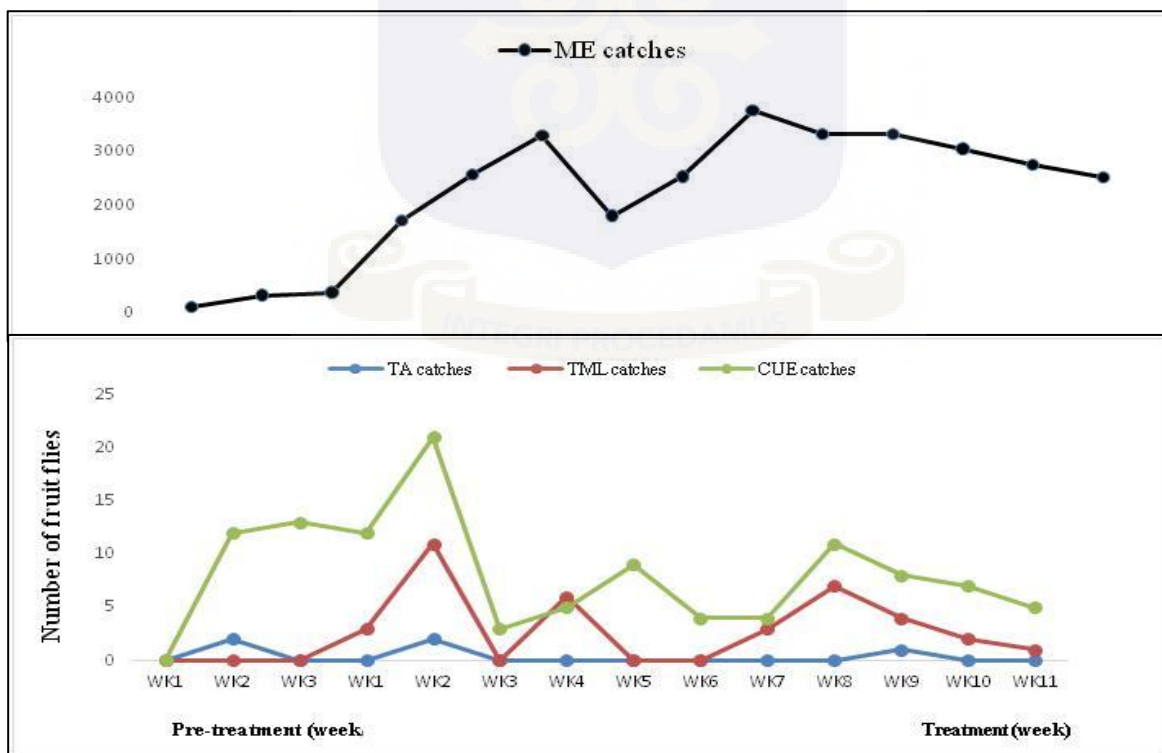 ME catches
4000
3000
2000
1000
0
INTEGRI PROCEDAMUS
TA catches TML catches CUE catches
Number of fruit flies
25
20
15
10
5
0
WK1 WK2 WK3 WK1 WK2 WK3 WK4 WK5 WK6 WK7 WK8 WK9 WK10 WK11
Pre-treatment (week. Treatment (week)